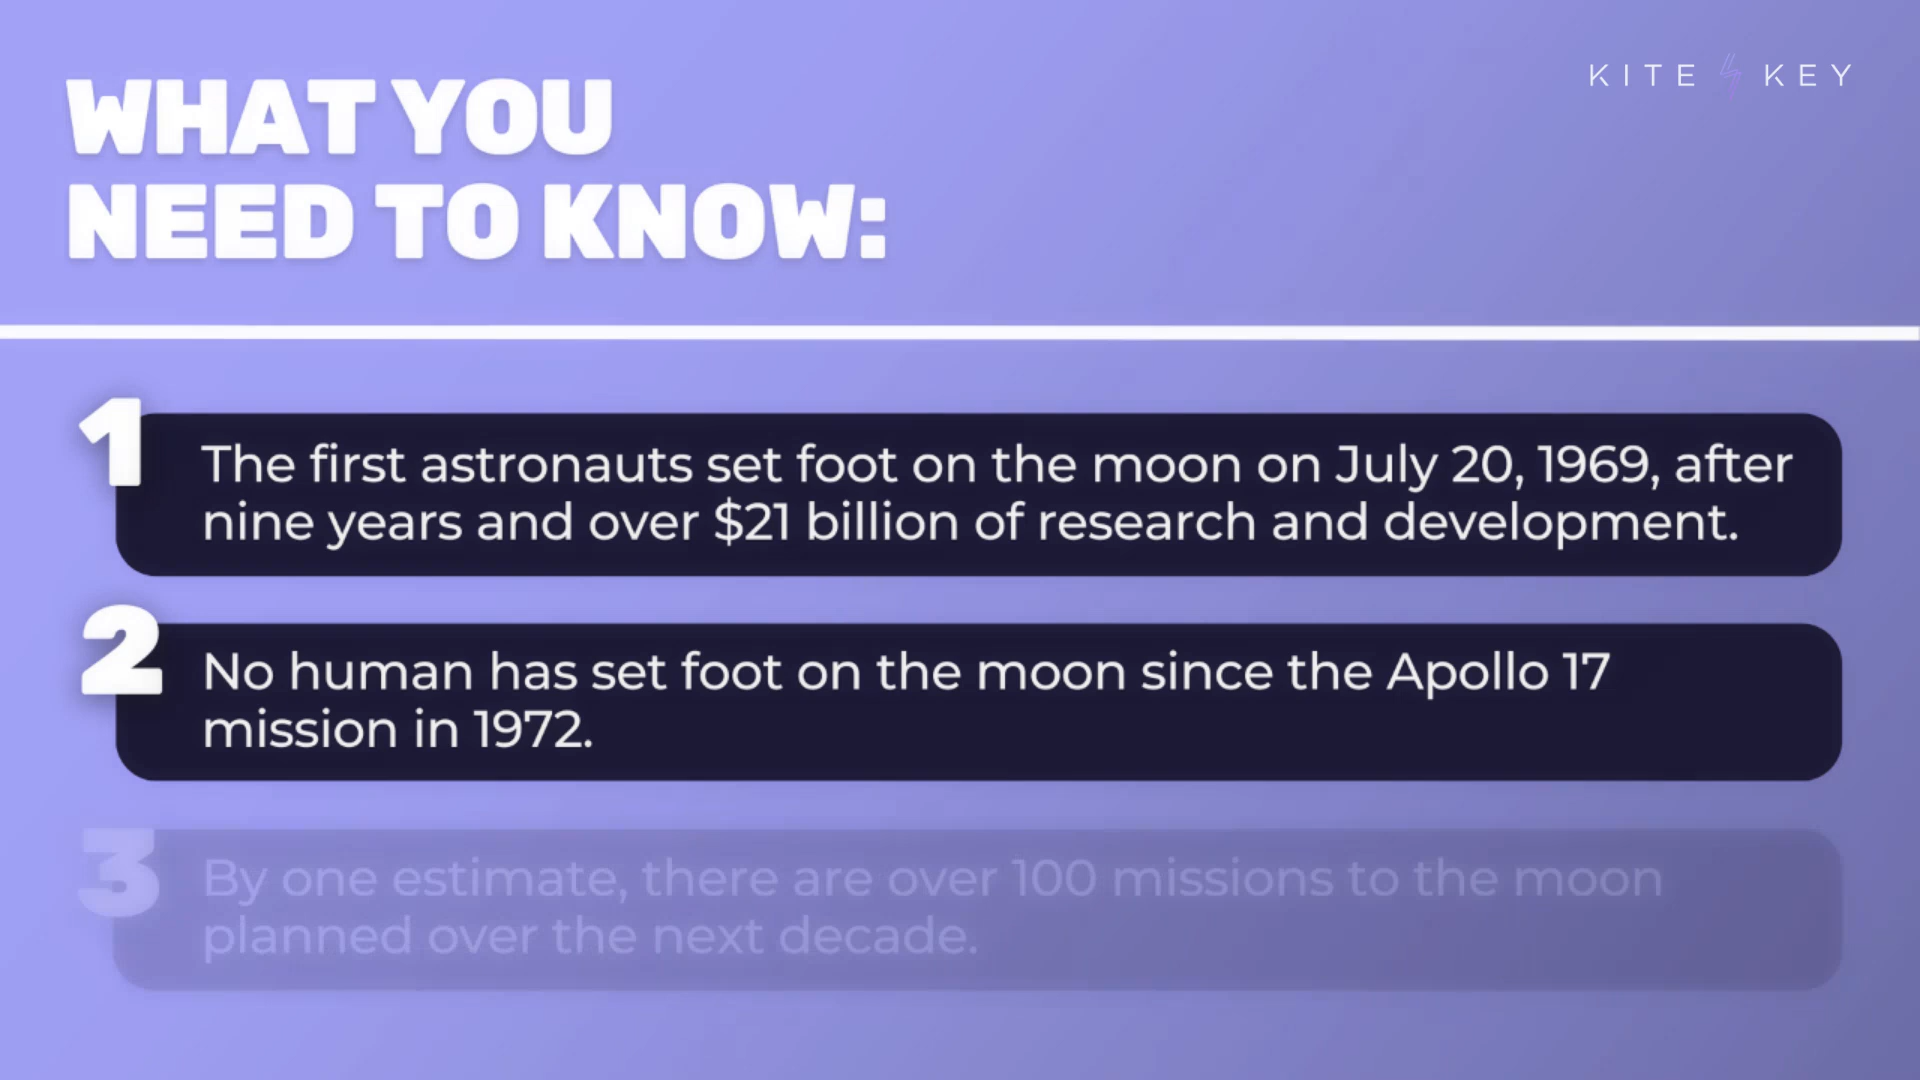 WHAT YOU
NEED TO KNOW:
KITE KEY
1
The first astronauts set foot on the moon on July 20, 1969, after
nine years and over $21 billion of research and development.
2
No human has set foot on the moon since the Apollo 17
mission in 1972.
3
By one estimate, there are over 100 missions to the moon
planned over the next decade.